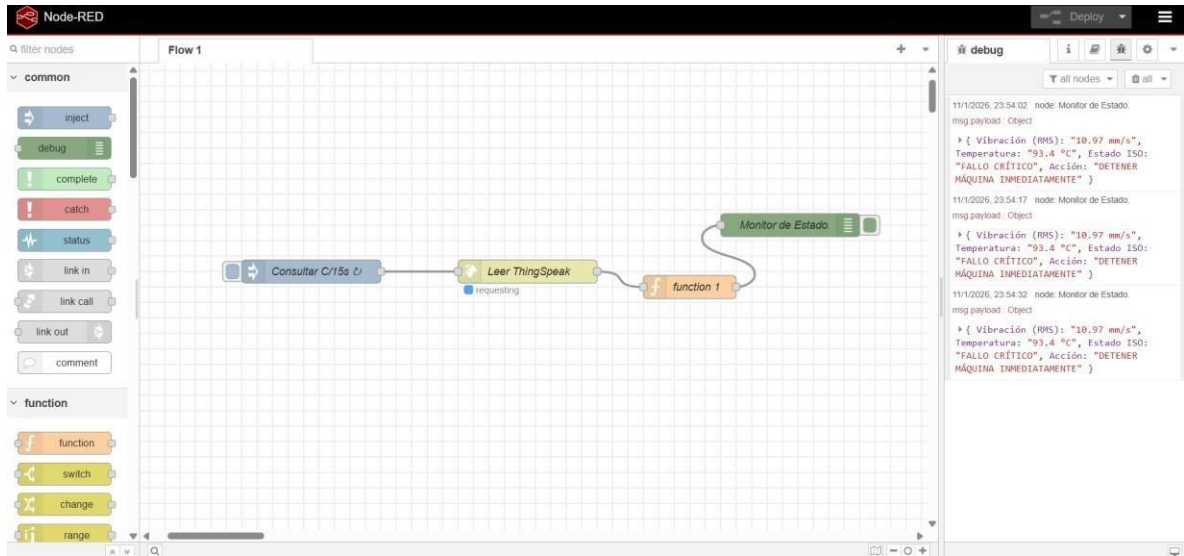 Node-RED
Deploy
filter nodes
Flow 1
debug
i
common
all nodes
all
inject
debug
complete
catch
status
link in
link call
link out
comment
function
function
switch
change
range
Consultar C/15s ↻
Leer ThingSpeak
requesting
function 1
Monitor de Estado.
11/1/2026, 23:54:02 node: Monitor de Estado.
msg.payload : Object
{ Vibración (RMS): "10.97 mm/s",
Temperatura: "93.4 ºC", Estado ISO:
"FALLO CRÍTICO", Acción: "DETENER
MÁQUINA INMEDIATAMENTE" }
11/1/2026, 23:54:17 node: Monitor de Estado.
msg.payload : Object
{ Vibración (RMS): "10.97 mm/s",
Temperatura: "93.4 ºC", Estado ISO:
"FALLO CRÍTICO", Acción: "DETENER
MÁQUINA INMEDIATAMENTE" }
11/1/2026, 23:54:32 node: Monitor de Estado.
msg.payload : Object
{ Vibración (RMS): "10.97 mm/s",
Temperatura: "93.4 ºC", Estado ISO:
"FALLO CRÍTICO", Acción: "DETENER
MÁQUINA INMEDIATAMENTE" }